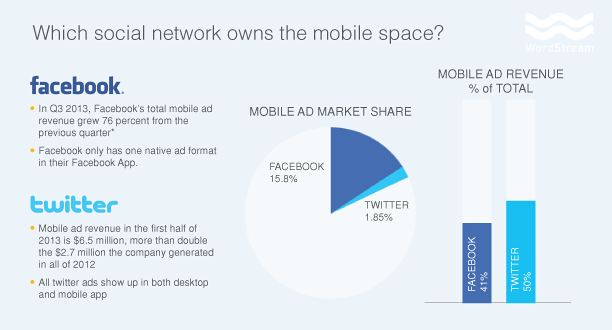 Which social network owns the mobile space?
WordStream
facebook.
In Q3 2013, Facebook's total mobile ad
revenue grew 76 percent from the
previous quarter*
Facebook only has one native ad format
in their Facebook App.
twitter
Mobile ad revenue in the first half of
2013 is $6.5 million, more than double
the $2.7 million the company generated
in all of 2012
All twitter ads show up in both desktop
and mobile app
MOBILE AD MARKET SHARE
FACEBOOK
15.8%
TWITTER
1.85%
MOBILE AD REVENUE
% of TOTAL
FACEBOOK
41%
TWITTER
50%